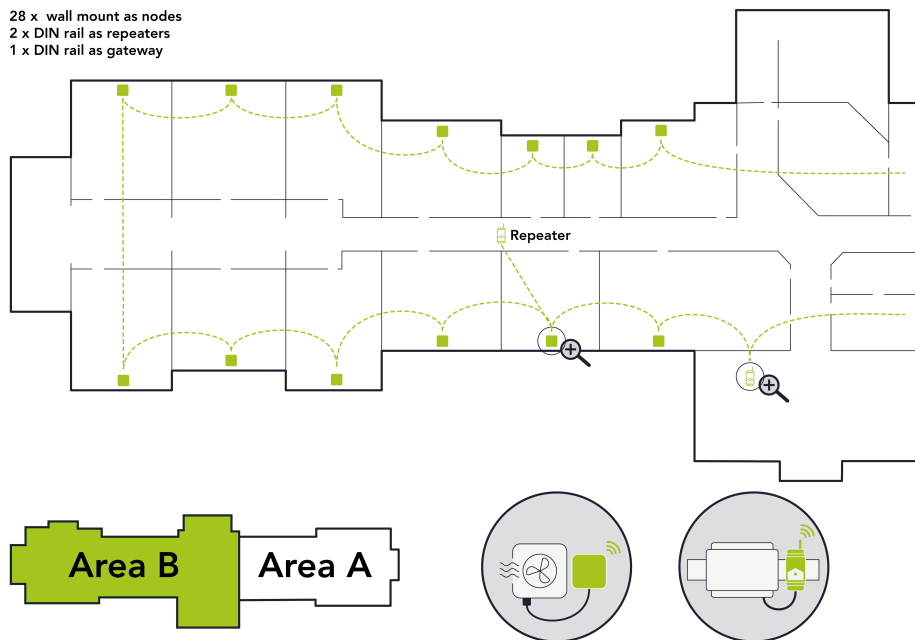 28 x wall mount as nodes
2 x DIN rail as repeaters
1 x DIN rail as gateway
Repeater
Area B
Area A